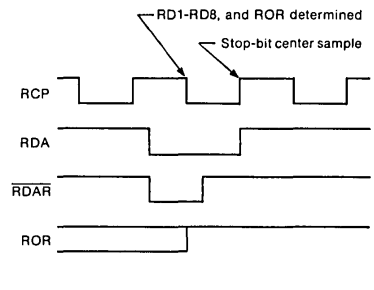 RD1-RD8, and ROR determined
Stop-bit center sample
RCP
RDA
RDAR
ROR